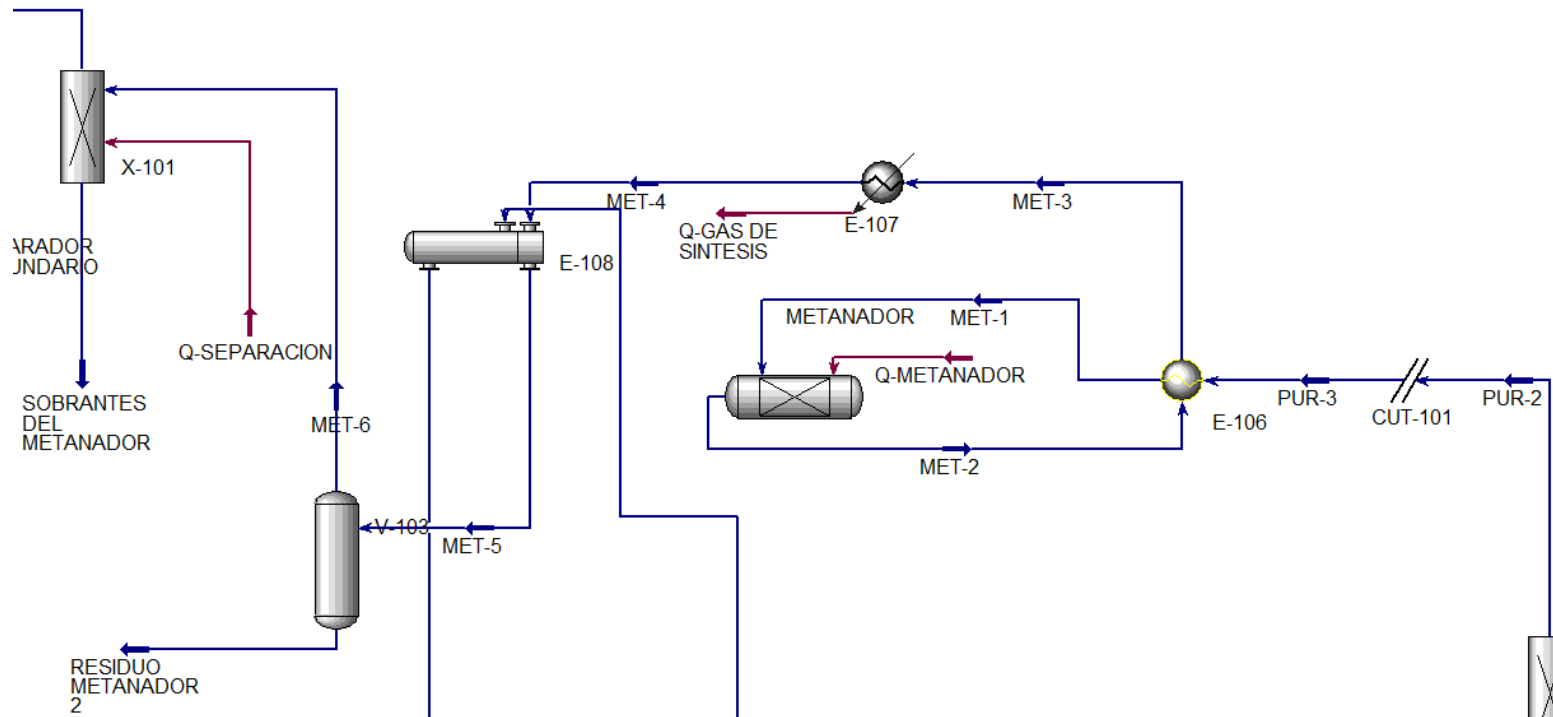 X-101
ARADOR
UNDARIO
Q-SEPARACION
SOBRANTES
DEL
METANADOR
MET-6
V-103
MET-5
RESIDUO
METANADOR
2
MET-4
MET-3
E-107
Q-GAS DE
SINTESIS
E-108
METANADOR
MET-1
Q-METANADOR
MET-2
E-106
PUR-3
CUT-101
PUR-2